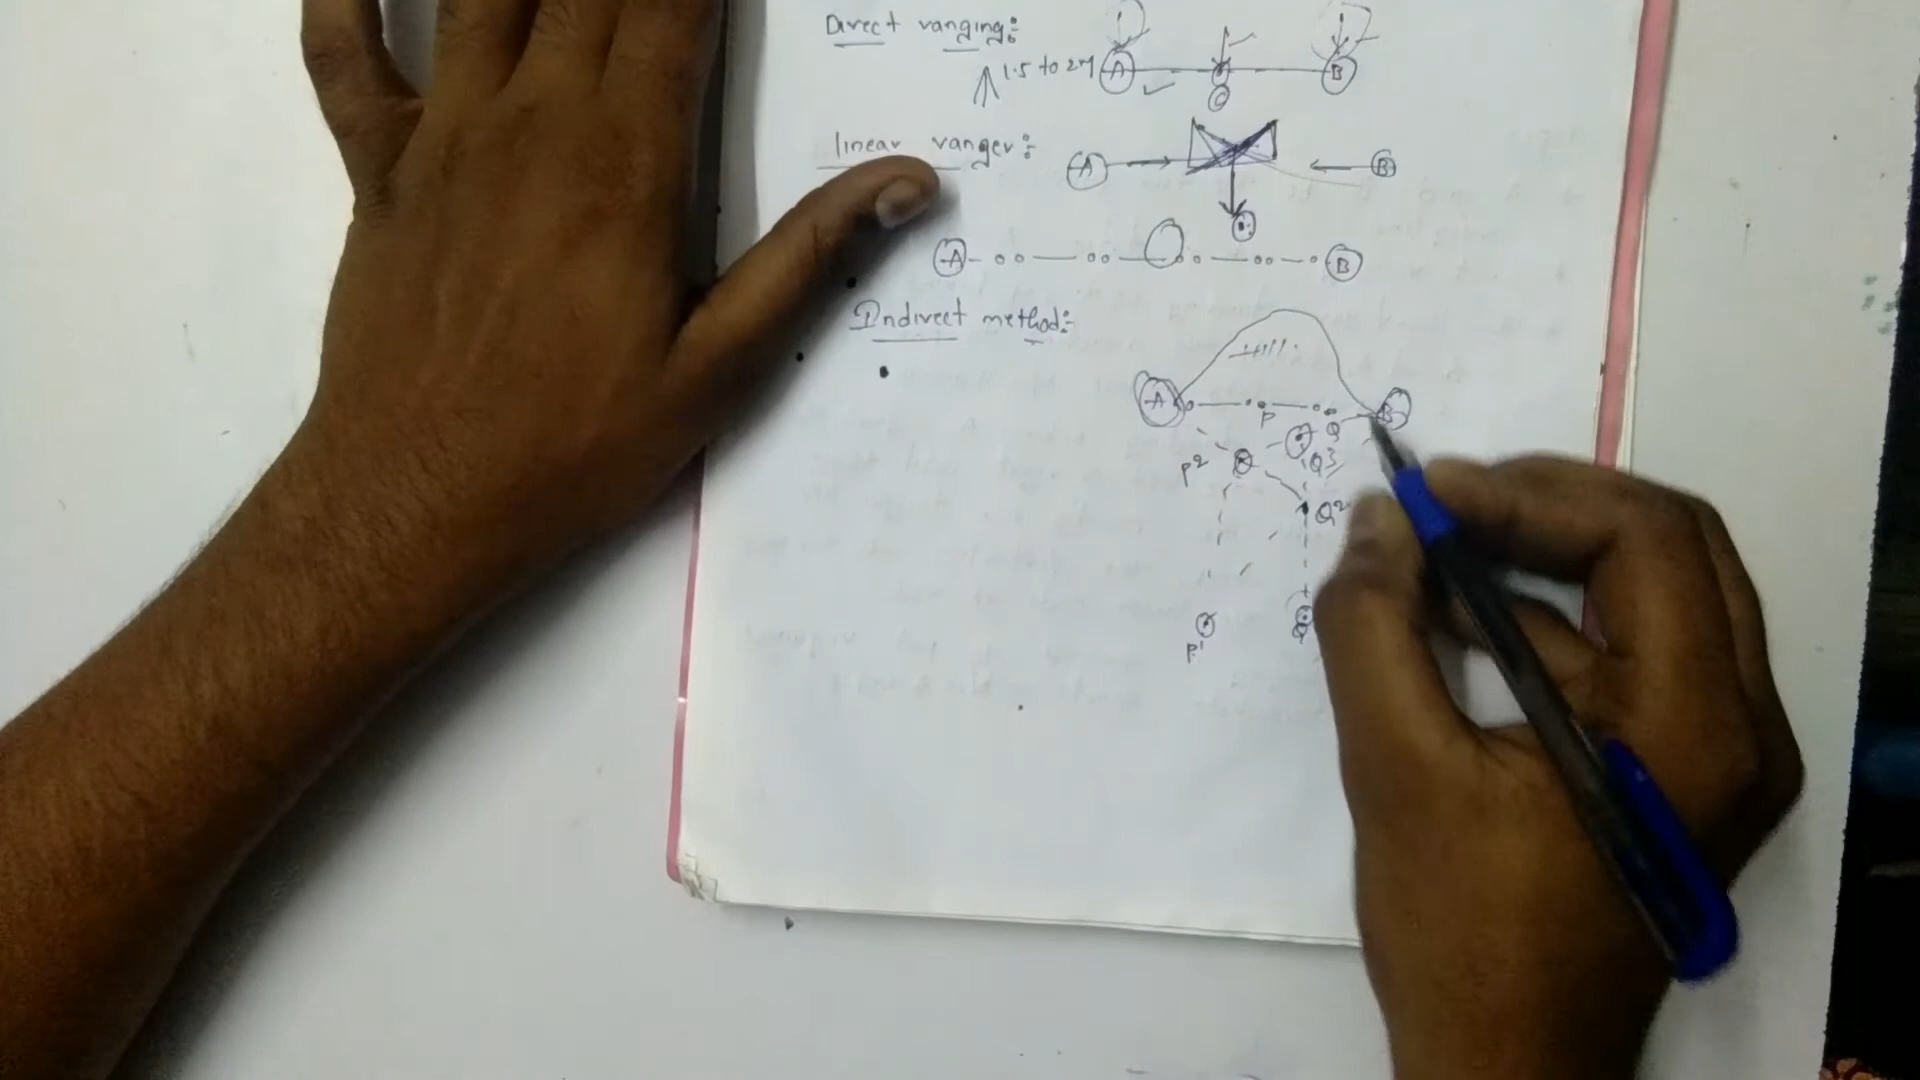 Direct ranging:
1.5 to 2m A B
C
linear ranger:
A B
A B
Indirect method:
Hill
A P Q B
P2 Q3
Q2
P1 Q